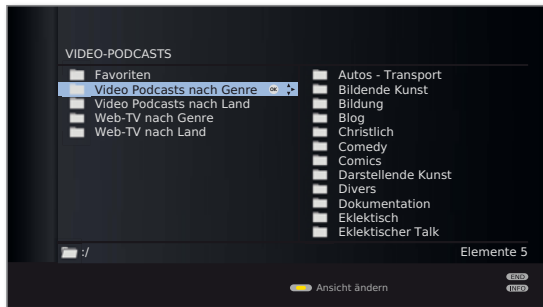 VIDEO-PODCASTS
Favoriten
Video Podcasts nach Genre OK
Video Podcasts nach Land
Web-TV nach Genre
Web-TV nach Land
Autos - Transport
Bildende Kunst
Bildung
Blog
Christlich
Comedy
Comics
Darstellende Kunst
Divers
Dokumentation
Eklektisch
Eklektischer Talk
:/
Elemente 5
Ansicht ändern
END
INFO